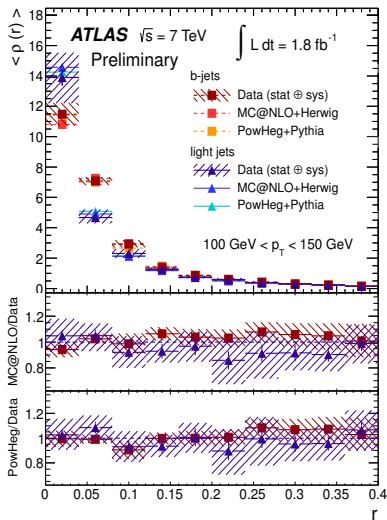 ATLAS √s = 7 TeV ∫ L dt = 1.8 fb⁻¹
Preliminary
b-jets
Data (stat ⊕ sys)
MC@NLO+Herwig
PowHeg+Pythia
light jets
Data (stat ⊕ sys)
MC@NLO+Herwig
PowHeg+Pythia
100 GeV < p_T < 150 GeV
< ρ (r) >
18
16
14
12
10
8
6
4
2
0
MC@NLO/Data
1.2
1.0
0.8
PowHeg/Data
1.2
1.0
0.8
0 0.05 0.1 0.15 0.2 0.25 0.3 0.35 0.4
r